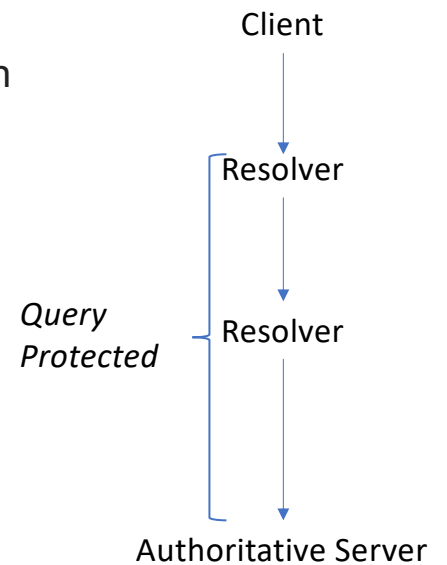 Client
Resolver
Query
Protected
Resolver
Authoritative Server